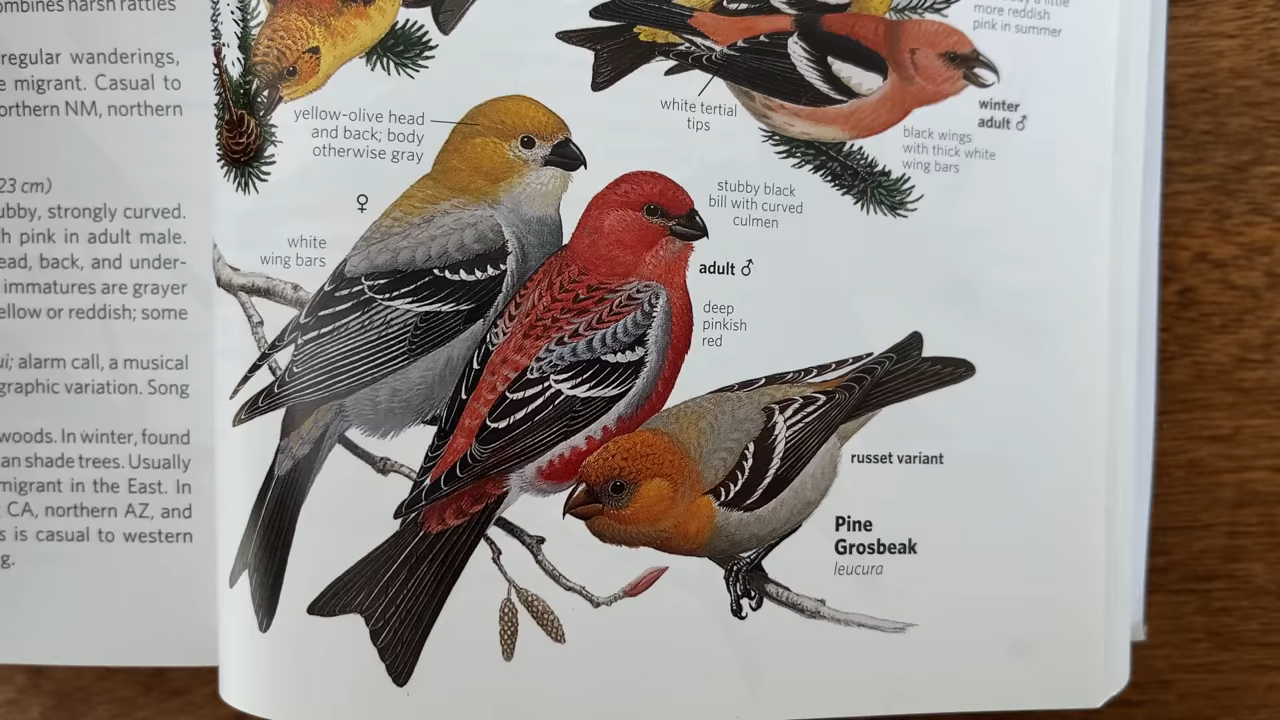 ombines harsh rattles
regular wanderings,
e migrant. Casual to
orthern NM, northern
23 cm)
ubby, strongly curved.
h pink in adult male.
ead, back, and under-
immatures are grayer
ellow or reddish; some
ui; alarm call, a musical
graphic variation. Song
woods. In winter, found
an shade trees. Usually
migrant in the East. In
CA, northern AZ, and
s is casual to western
g.
more reddish
pink in summer
white tertial
tips
winter
adult ♂
black wings
with thick white
wing bars
yellow-olive head
and back; body
otherwise gray
♀
white
wing bars
stubby black
bill with curved
culmen
adult ♂
deep
pinkish
red
russet variant
Pine
Grosbeak
leucura